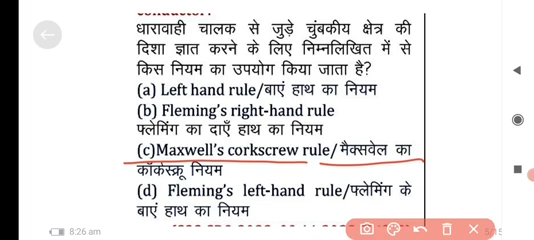 conductor?
धारावाही चालक से जुड़े चुंबकीय क्षेत्र की
दिशा ज्ञात करने के लिए निम्नलिखित में से
किस नियम का उपयोग किया जाता है?
(a) Left hand rule/बाएं हाथ का नियम
(b) Fleming's right-hand rule
फ्लेमिंग का दाएँ हाथ का नियम
(c)Maxwell's corkscrew rule/मैक्सवेल का
कॉर्कस्क्रू नियम
(d) Fleming's left-hand rule/फ्लेमिंग के
बाएं हाथ का नियम
8:26 am